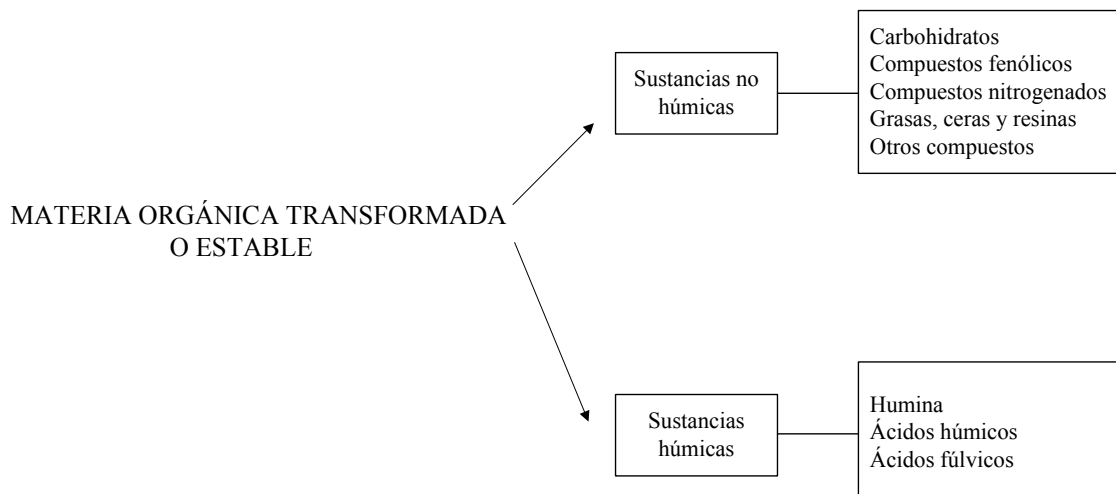 MATERIA ORGÁNICA TRANSFORMADA
O ESTABLE
Sustancias no
húmicas
Carbohidratos
Compuestos fenólicos
Compuestos nitrogenados
Grasas, ceras y resinas
Otros compuestos
Sustancias
húmicas
Humina
Ácidos húmicos
Ácidos fúlvicos